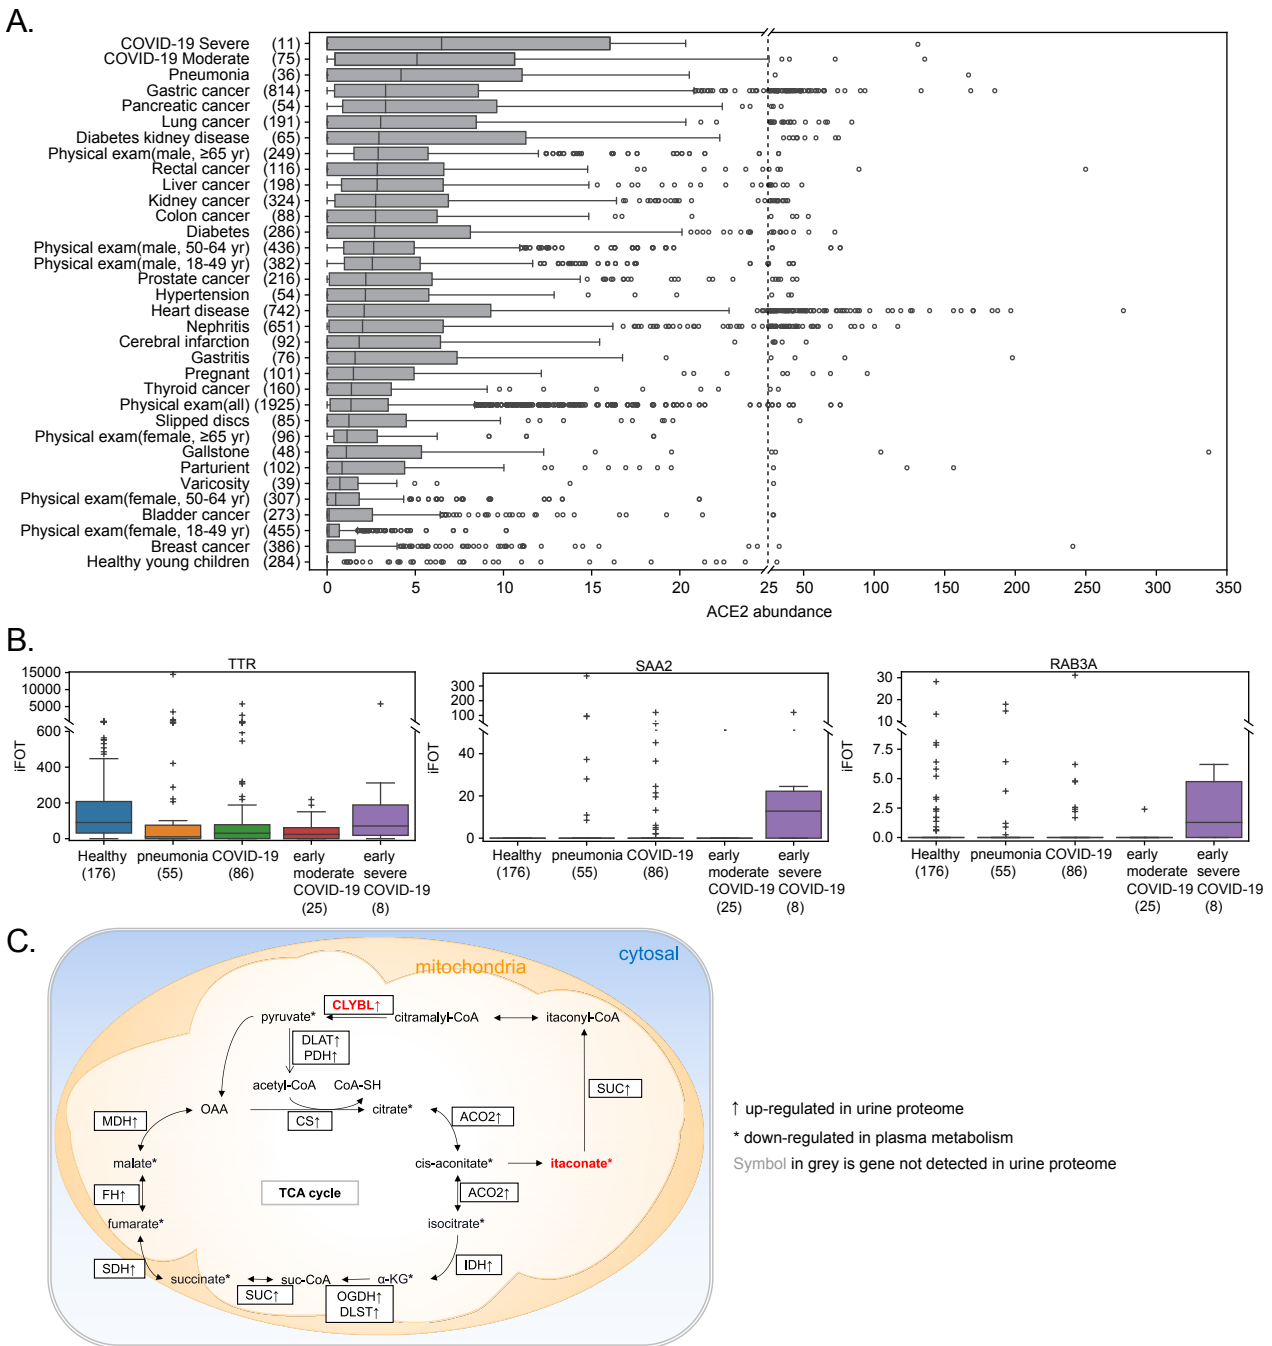 A.
COVID-19 Severe (11)
COVID-19 Moderate (75)
Pneumonia (36)
Gastric cancer (814)
Pancreatic cancer (54)
Lung cancer (191)
Diabetes kidney disease (65)
Physical exam(male, ≥65 yr) (249)
Rectal cancer (116)
Liver cancer (198)
Kidney cancer (324)
Colon cancer (88)
Diabetes (286)
Physical exam(male, 50-64 yr) (436)
Physical exam(male, 18-49 yr) (382)
Prostate cancer (216)
Hypertension (54)
Heart disease (742)
Nephritis (651)
Cerebral infarction (92)
Gastritis (76)
Pregnant (101)
Thyroid cancer (160)
Physical exam(all) (1925)
Slipped discs (85)
Physical exam(female, ≥65 yr) (96)
Gallstone (48)
Parturient (102)
Varicosity (39)
Physical exam(female, 50-64 yr) (307)
Bladder cancer (273)
Physical exam(female, 18-49 yr) (455)
Breast cancer (386)
Healthy young children (284)
0 5 10 15 20 25 50 100 150 200 250 300 350
ACE2 abundance
B.
TTR
15000
10000
5000
600
400
200
0
iFOT
Healthy (176)
pneumonia (55)
COVID-19 (86)
early moderate COVID-19 (25)
early severe COVID-19 (8)
SAA2
300
200
100
40
20
0
iFOT
Healthy (176)
pneumonia (55)
COVID-19 (86)
early moderate COVID-19 (25)
early severe COVID-19 (8)
RAB3A
30
20
10
7.5
5.0
2.5
0.0
iFOT
Healthy (176)
pneumonia (55)
COVID-19 (86)
early moderate COVID-19 (25)
early severe COVID-19 (8)
C.
cytosal
mitochondria
CLYBL↑
pyruvate*
citramalyl-CoA
itaconyl-CoA
DLAT↑
PDH↑
acetyl-CoA
CoA-SH
SUC↑
OAA
citrate*
MDH↑
CS↑
ACO2↑
malate*
cis-aconitate*
itaconate*
FH↑
TCA cycle
ACO2↑
fumarate*
isocitrate*
SDH↑
IDH↑
succinate*
suc-CoA
α-KG*
SUC↑
OGDH↑
DLST↑
↑ up-regulated in urine proteome
* down-regulated in plasma metabolism
Symbol in grey is gene not detected in urine proteome